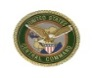 UNITED STATES
CENTRAL COMMAND